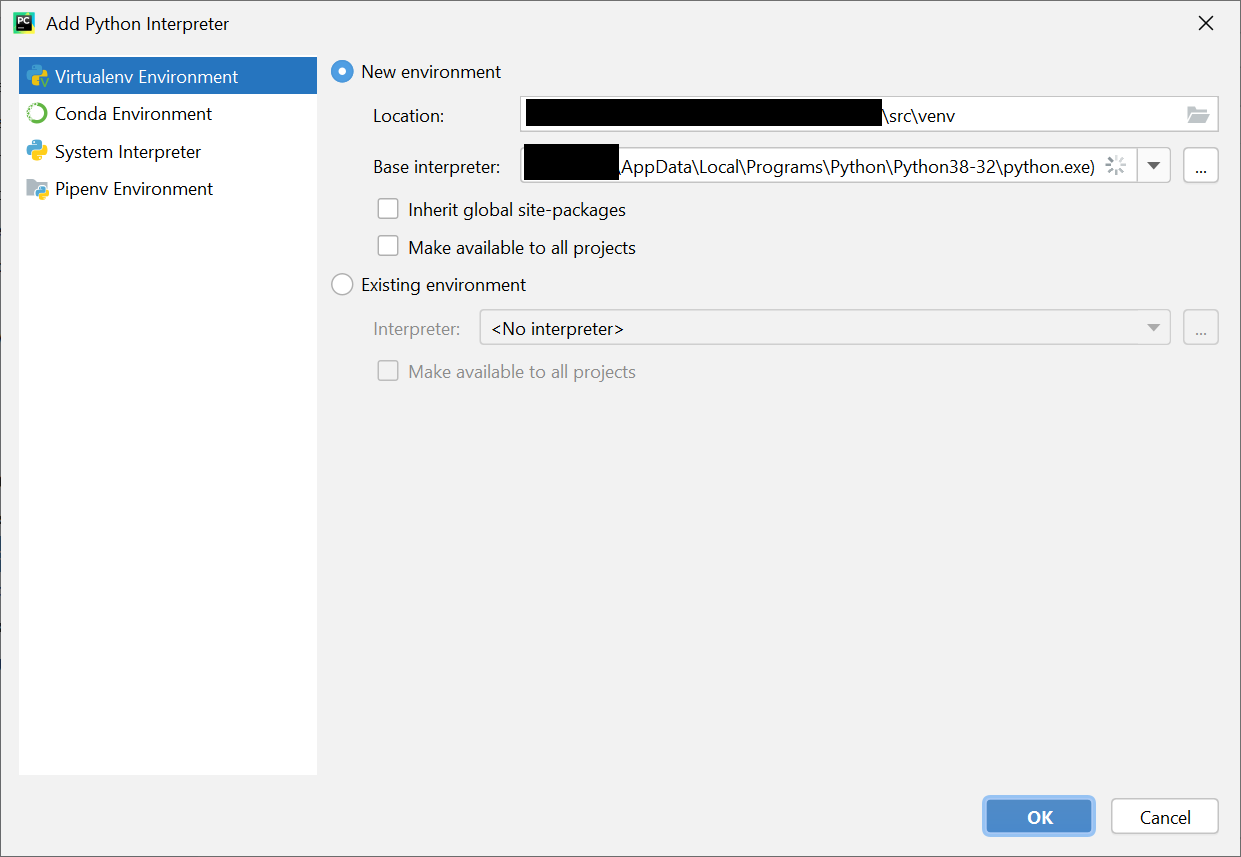 PC
Add Python Interpreter
Virtualenv Environment
Conda Environment
System Interpreter
Pipenv Environment
New environment
Location: \src\venv
Base interpreter: \AppData\Local\Programs\Python\Python38-32\python.exe) ...
Inherit global site-packages
Make available to all projects
Existing environment
Interpreter: <No interpreter> ...
Make available to all projects
OK Cancel